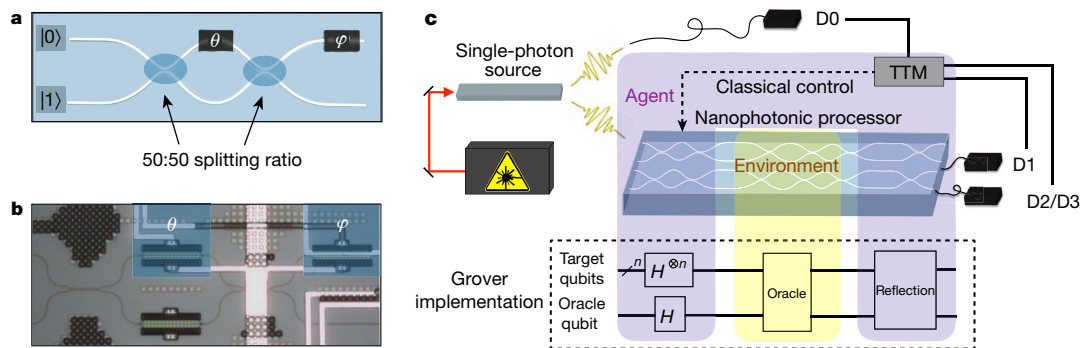 a
|0⟩
θ
φ
|1⟩
50:50 splitting ratio
b
θ
φ
c
Single-photon
source
D0
TTM
Agent
Classical control
Nanophotonic processor
Environment
D1
D2/D3
Grover
implementation
Target
qubits
n
H⊗n
Oracle
qubit
H
Oracle
Reflection